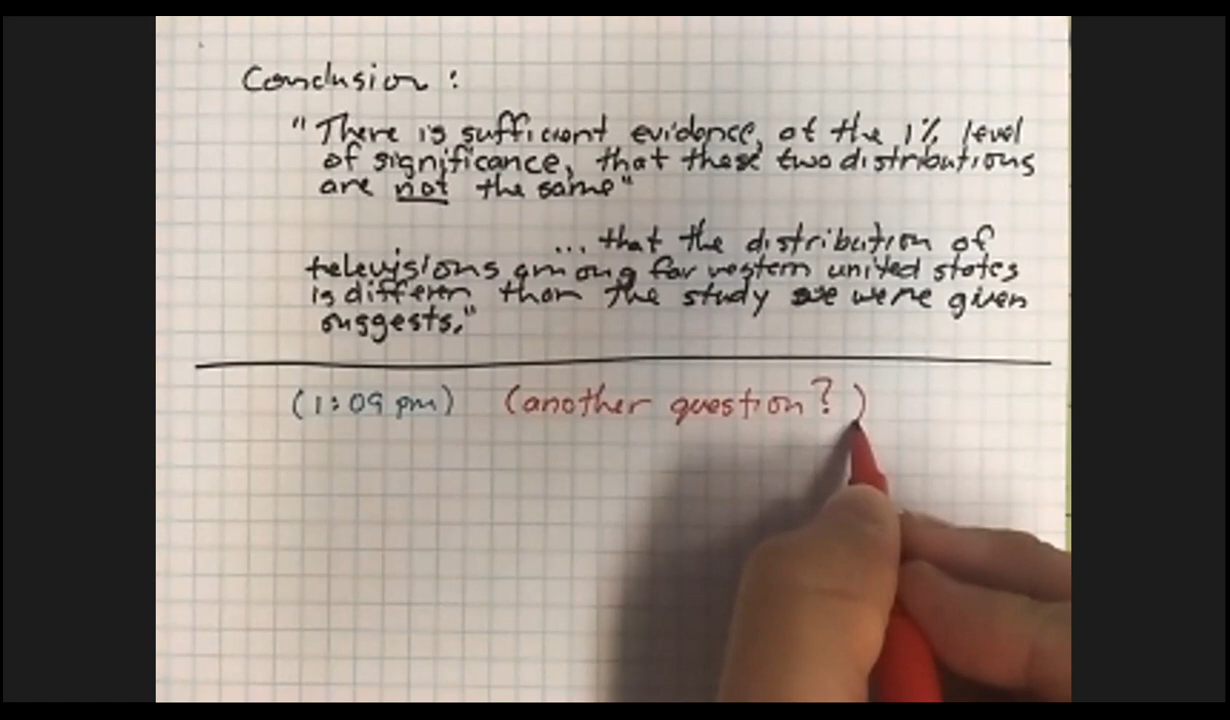 Conclusion:
"There is sufficient evidence, at the 1% level
of significance, that these two distributions
are not the same"
... that the distribution of
televisions among far western united states
is differen than the study we were given
suggests."
(1:09 pm) (another question?)